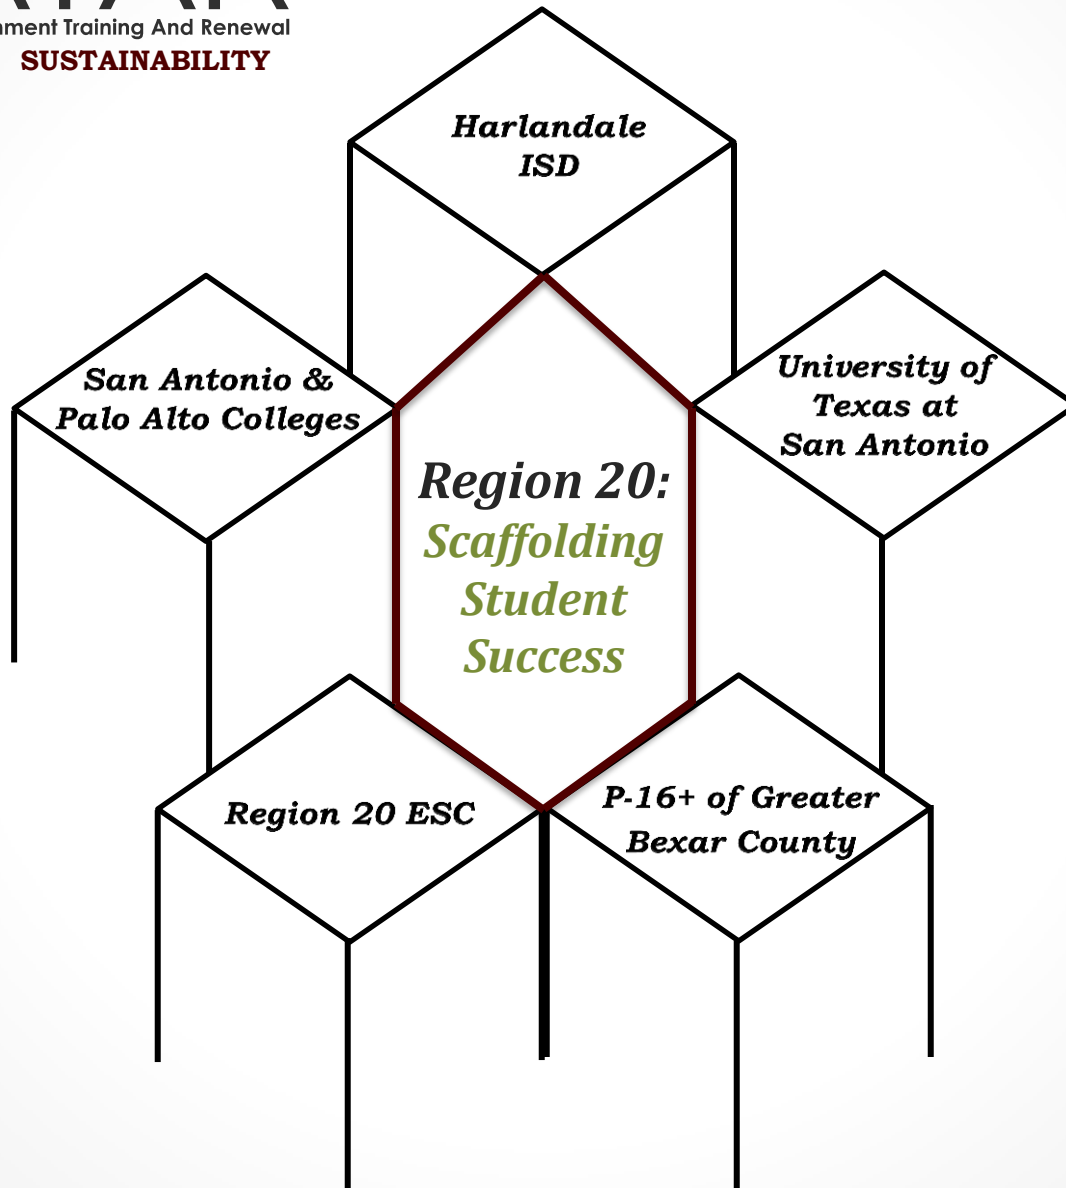 Training And Renewal
SUSTAINABILITY
Harlandale
ISD
San Antonio &
Palo Alto Colleges
University of
Texas at
San Antonio
Region 20:
Scaffolding
Student
Success
Region 20 ESC
P-16+ of Greater
Bexar County